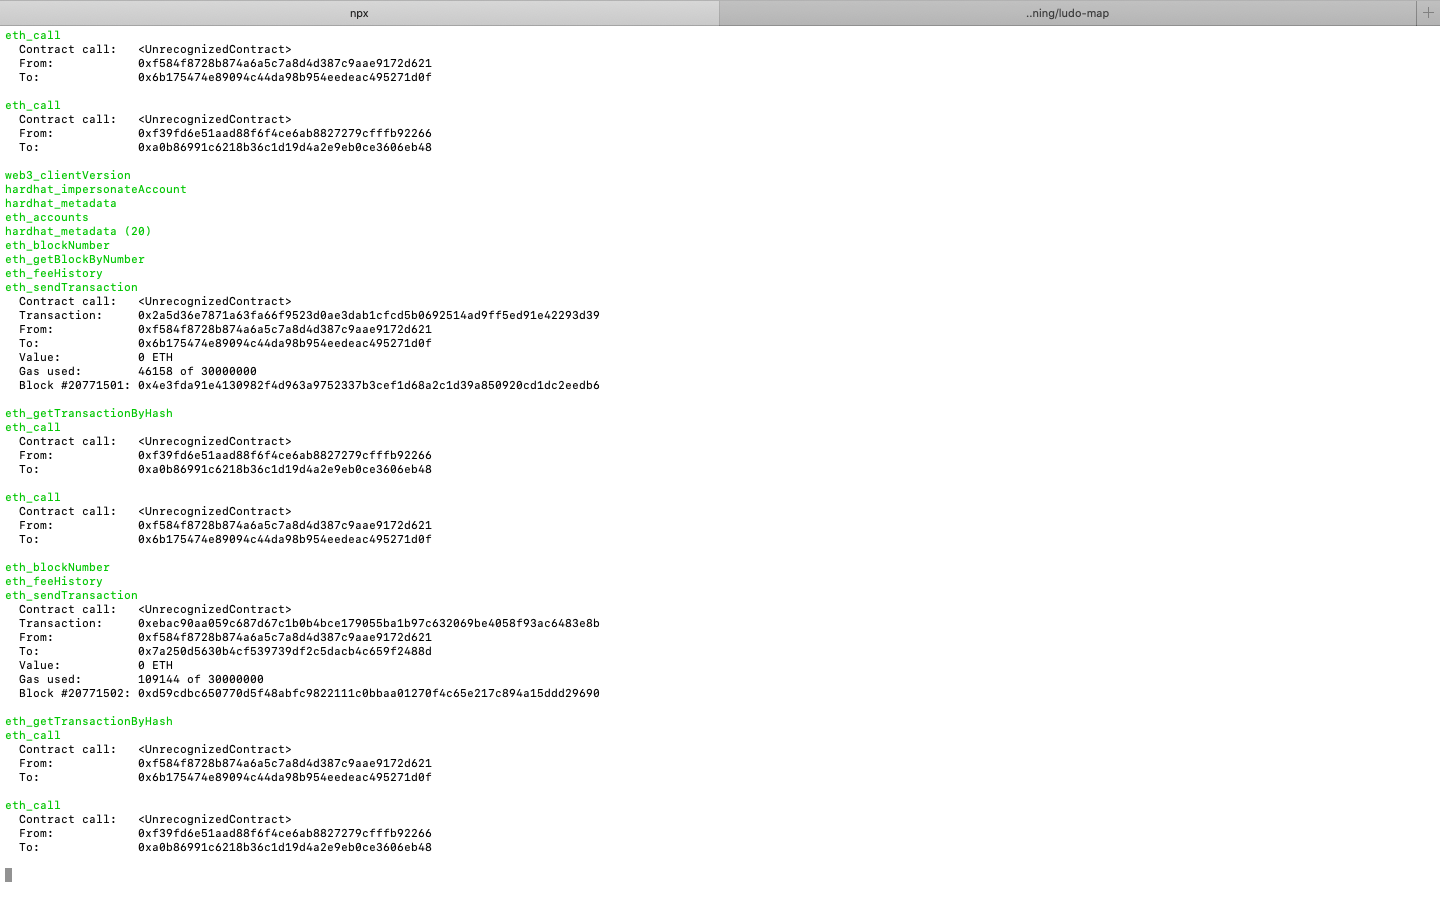 npx
..ning/ludo-map
eth_call
Contract call: <UnrecognizedContract>
From: 0xf584f8728b874a6a5c7a8d4d387c9aae9172d621
To: 0x6b175474e89094c44da98b954eedeac495271d0f
eth_call
Contract call: <UnrecognizedContract>
From: 0xf39fd6e51aad88f6f4ce6ab8827279cfffb92266
To: 0xa0b86991c6218b36c1d19d4a2e9eb0ce3606eb48
web3_clientVersion
hardhat_impersonateAccount
hardhat_metadata
eth_accounts
hardhat_metadata (20)
eth_blockNumber
eth_getBlockByNumber
eth_feeHistory
eth_sendTransaction
Contract call: <UnrecognizedContract>
Transaction: 0x2a5d36e7871a63fa66f9523d0ae3dab1cfcd5b0692514ad9ff5ed91e42293d39
From: 0xf584f8728b874a6a5c7a8d4d387c9aae9172d621
To: 0x6b175474e89094c44da98b954eedeac495271d0f
Value: 0 ETH
Gas used: 46158 of 30000000
Block #20771501: 0x4e3fda91e4130982f4d963a9752337b3cef1d68a2c1d39a850920cd1dc2eedb6
eth_getTransactionByHash
eth_call
Contract call: <UnrecognizedContract>
From: 0xf39fd6e51aad88f6f4ce6ab8827279cfffb92266
To: 0xa0b86991c6218b36c1d19d4a2e9eb0ce3606eb48
eth_call
Contract call: <UnrecognizedContract>
From: 0xf584f8728b874a6a5c7a8d4d387c9aae9172d621
To: 0x6b175474e89094c44da98b954eedeac495271d0f
eth_blockNumber
eth_feeHistory
eth_sendTransaction
Contract call: <UnrecognizedContract>
Transaction: 0xebac90aa059c687d67c1b0b4bce179055ba1b97c632069be4058f93ac6483e8b
From: 0xf584f8728b874a6a5c7a8d4d387c9aae9172d621
To: 0x7a250d5630b4cf539739df2c5dacb4c659f2488d
Value: 0 ETH
Gas used: 109144 of 30000000
Block #20771502: 0xd59cdbc650770d5f48abfc9822111c0bbaa01270f4c65e217c894a15ddd29690
eth_getTransactionByHash
eth_call
Contract call: <UnrecognizedContract>
From: 0xf584f8728b874a6a5c7a8d4d387c9aae9172d621
To: 0x6b175474e89094c44da98b954eedeac495271d0f
eth_call
Contract call: <UnrecognizedContract>
From: 0xf39fd6e51aad88f6f4ce6ab8827279cfffb92266
To: 0xa0b86991c6218b36c1d19d4a2e9eb0ce3606eb48